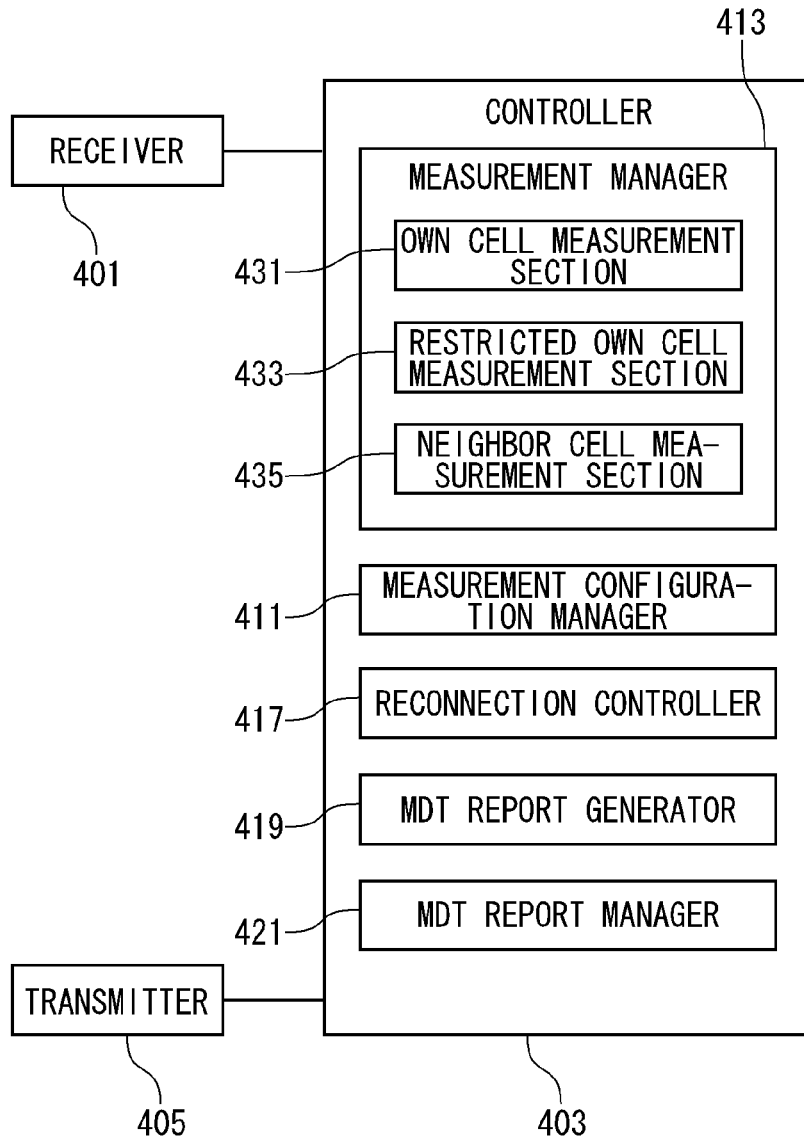 413
CONTROLLER
RECEIVER
401
MEASUREMENT MANAGER
OWN CELL MEASUREMENT
SECTION
431
RESTRICTED OWN CELL
MEASUREMENT SECTION
433
NEIGHBOR CELL MEA-
SUREMENT SECTION
435
MEASUREMENT CONFIGURA-
TION MANAGER
411
RECONNECTION CONTROLLER
417
MDT REPORT GENERATOR
419
MDT REPORT MANAGER
421
TRANSMITTER
405
403